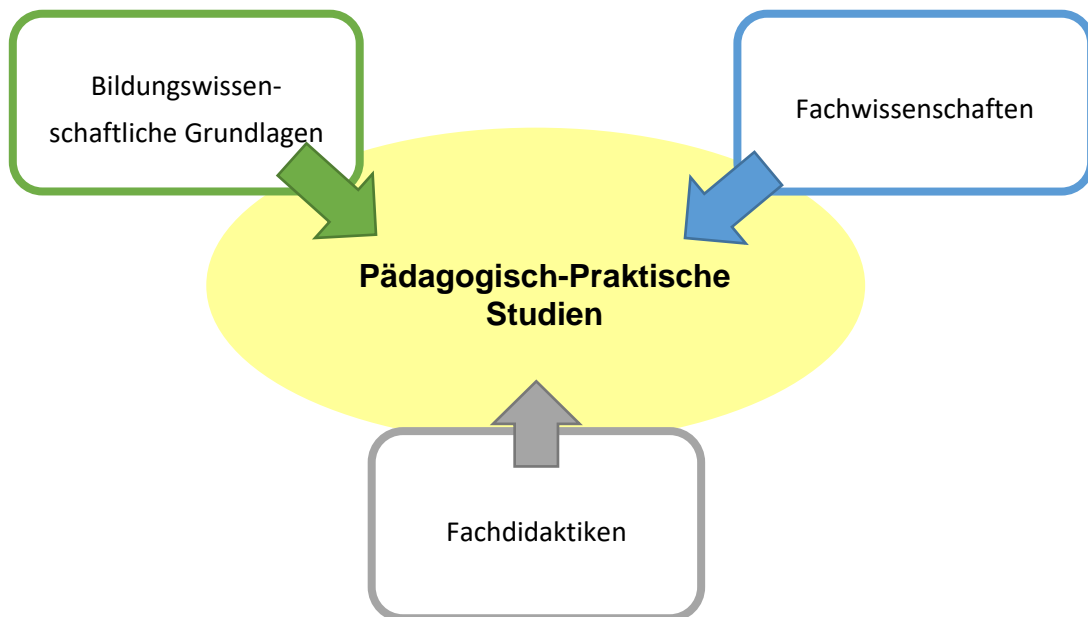 Bildungswissen-
schaftliche Grundlagen
Fachwissenschaften
Pädagogisch-Praktische
Studien
Fachdidaktiken